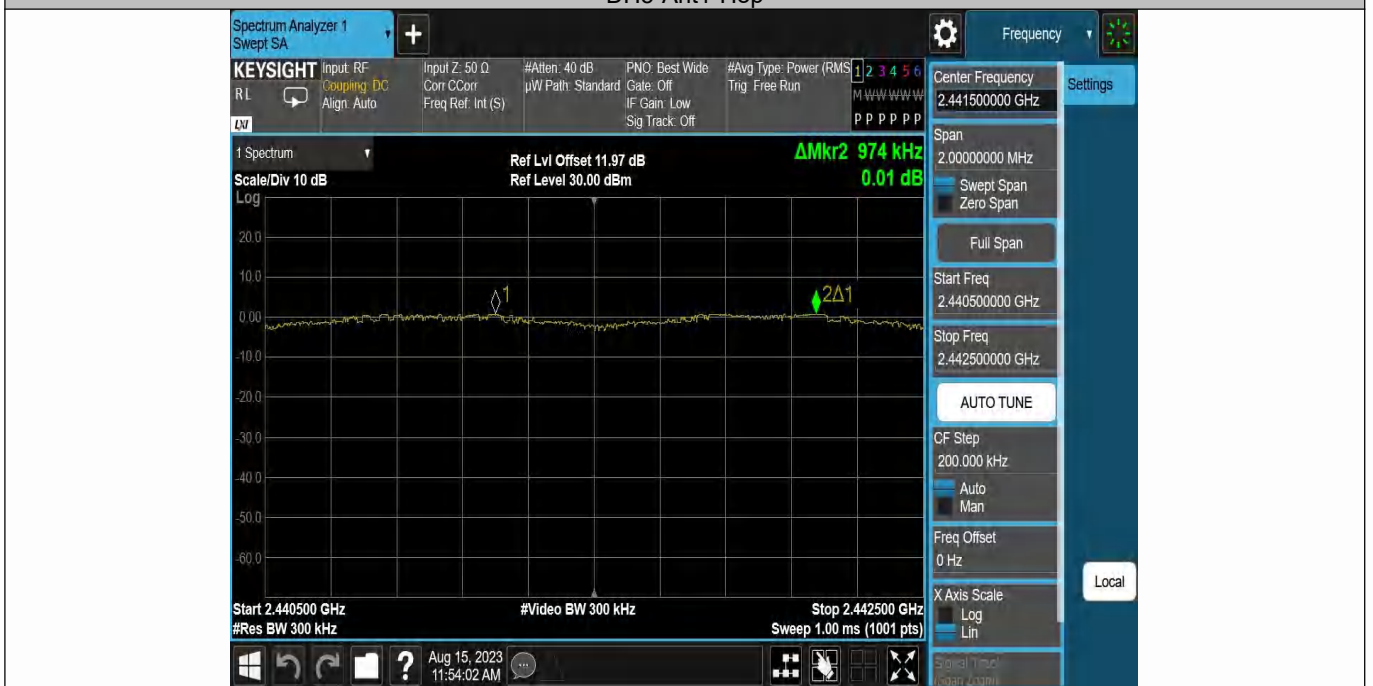 DH5-Ant1-Hop
Spectrum Analyzer 1
Swept SA
+
Frequency
KEYSIGHT
RL
LXI
Input: RF
Coupling: DC
Align: Auto
Input Z: 50 Ω
Corr CCorr
Freq Ref: Int (S)
#Atten: 40 dB
µW Path: Standard
PNO: Best Wide
Gate: Off
IF Gain: Low
Sig Track: Off
#Avg Type: Power (RMS
Trig: Free Run
1 2 3 4 5 6
M W W W W W
P P P P P P
Center Frequency
2.441500000 GHz
Settings
1 Spectrum
Scale/Div 10 dB
Ref Lvl Offset 11.97 dB
Ref Level 30.00 dBm
ΔMkr2 974 kHz
0.01 dB
Span
2.00000000 MHz
Swept Span
Zero Span
Full Span
Start Freq
2.440500000 GHz
Stop Freq
2.442500000 GHz
AUTO TUNE
CF Step
200.000 kHz
Auto
Man
Freq Offset
0 Hz
X Axis Scale
Log
Lin
Signal Track
(Span Zoom)
Local
Log
20.0
10.0
0.00
-10.0
-20.0
-30.0
-40.0
-50.0
-60.0
1
2Δ1
Start 2.440500 GHz
#Res BW 300 kHz
#Video BW 300 kHz
Stop 2.442500 GHz
Sweep 1.00 ms (1001 pts)
?
Aug 15, 2023
11:54:02 AM